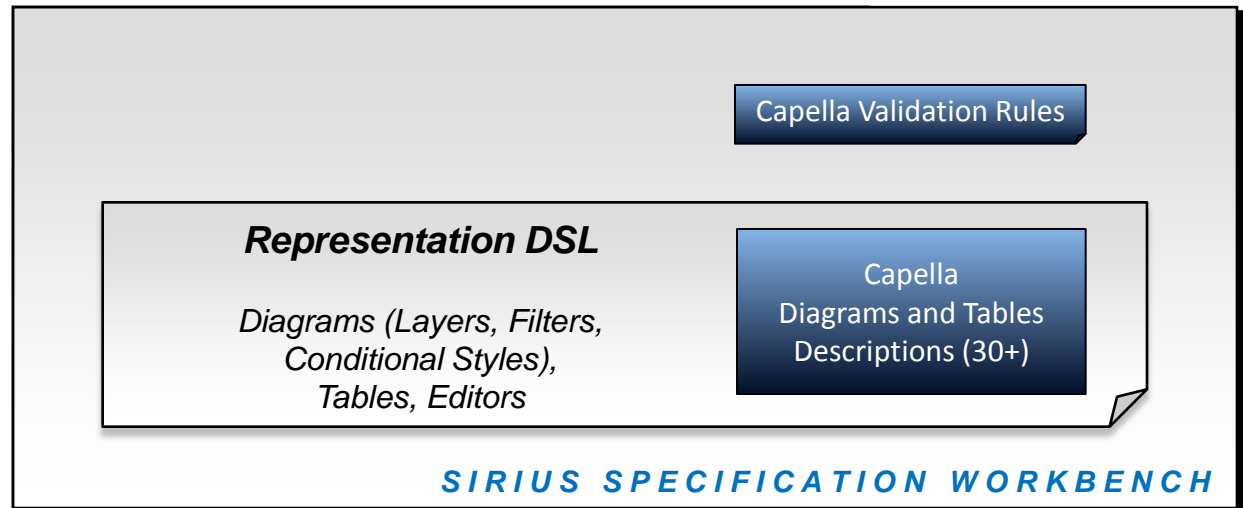 Capella Validation Rules
Representation DSL
Diagrams (Layers, Filters,
Conditional Styles),
Tables, Editors
Capella
Diagrams and Tables
Descriptions (30+)
SIRIUS SPECIFICATION WORKBENCH